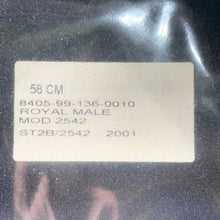 58 CM
8405-99-136-0010
ROYAL MALE
MOD 2542
ST2B/2542 2001